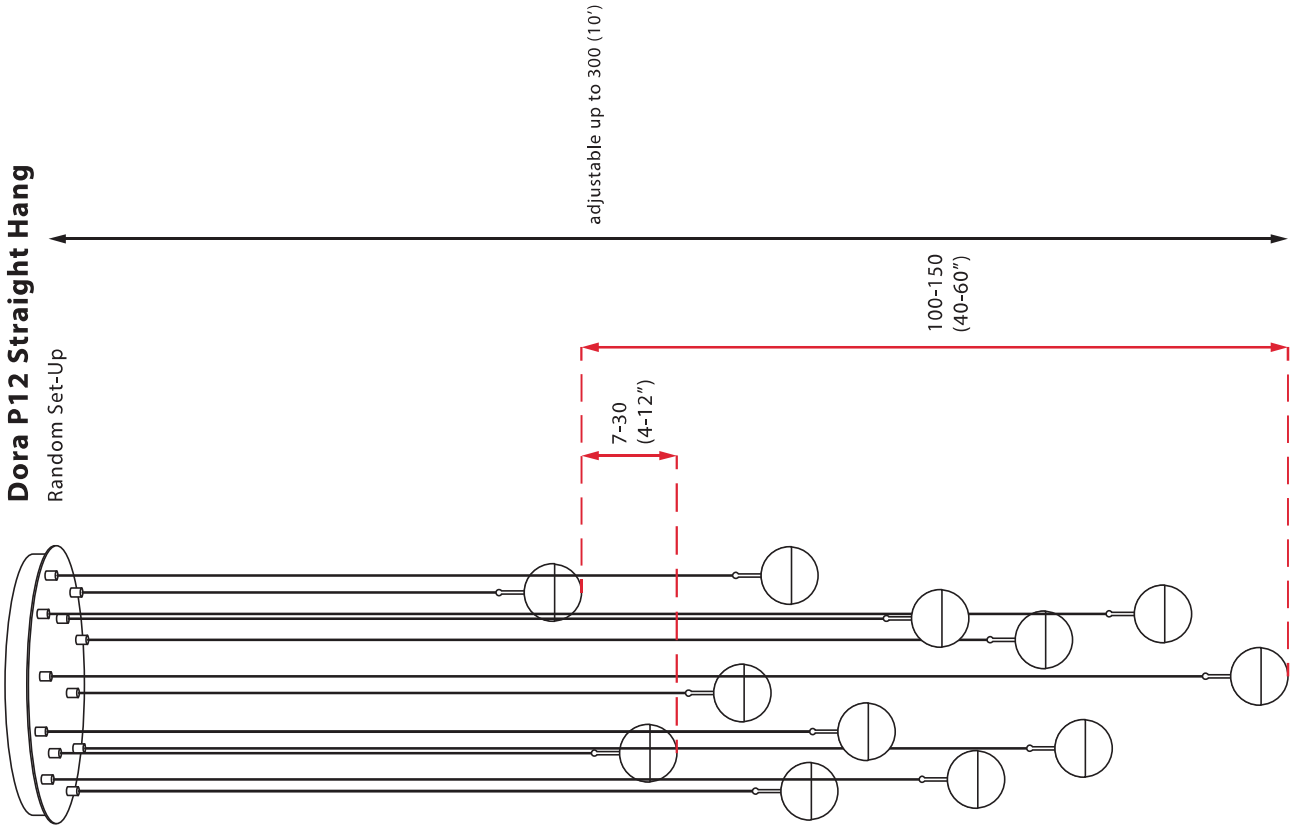 Dora P12 Straight Hang
Random Set-Up
7-30
(4-12”)
100-150
(40-60”)
adjustable up to 300 (10’)